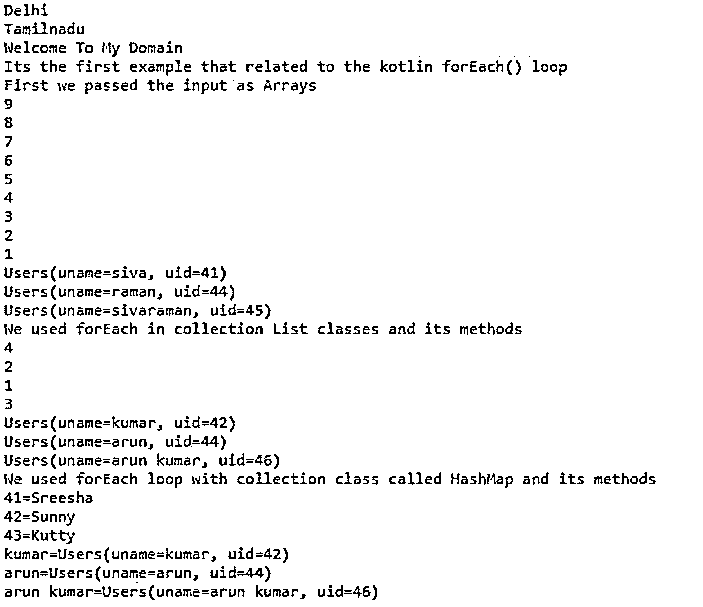 Delhi
Tamilnadu
Welcome To My Domain
Its the first example that related to the kotlin forEach() loop
First we passed the input as Arrays
9
8
7
6
5
4
3
2
1
Users(uname=siva, uid=41)
Users(uname=raman, uid=44)
Users(uname=sivaraman, uid=45)
We used forEach in collection List classes and its methods
4
2
1
3
Users(uname=kumar, uid=42)
Users(uname=arun, uid=44)
Users(uname=arun kumar, uid=46)
We used forEach loop with collection class called HashMap and its methods
41=Sreesha
42=Sunny
43=Kutty
kumar=Users(uname=kumar, uid=42)
arun=Users(uname=arun, uid=44)
arun kumar=Users(uname=arun kumar, uid=46)